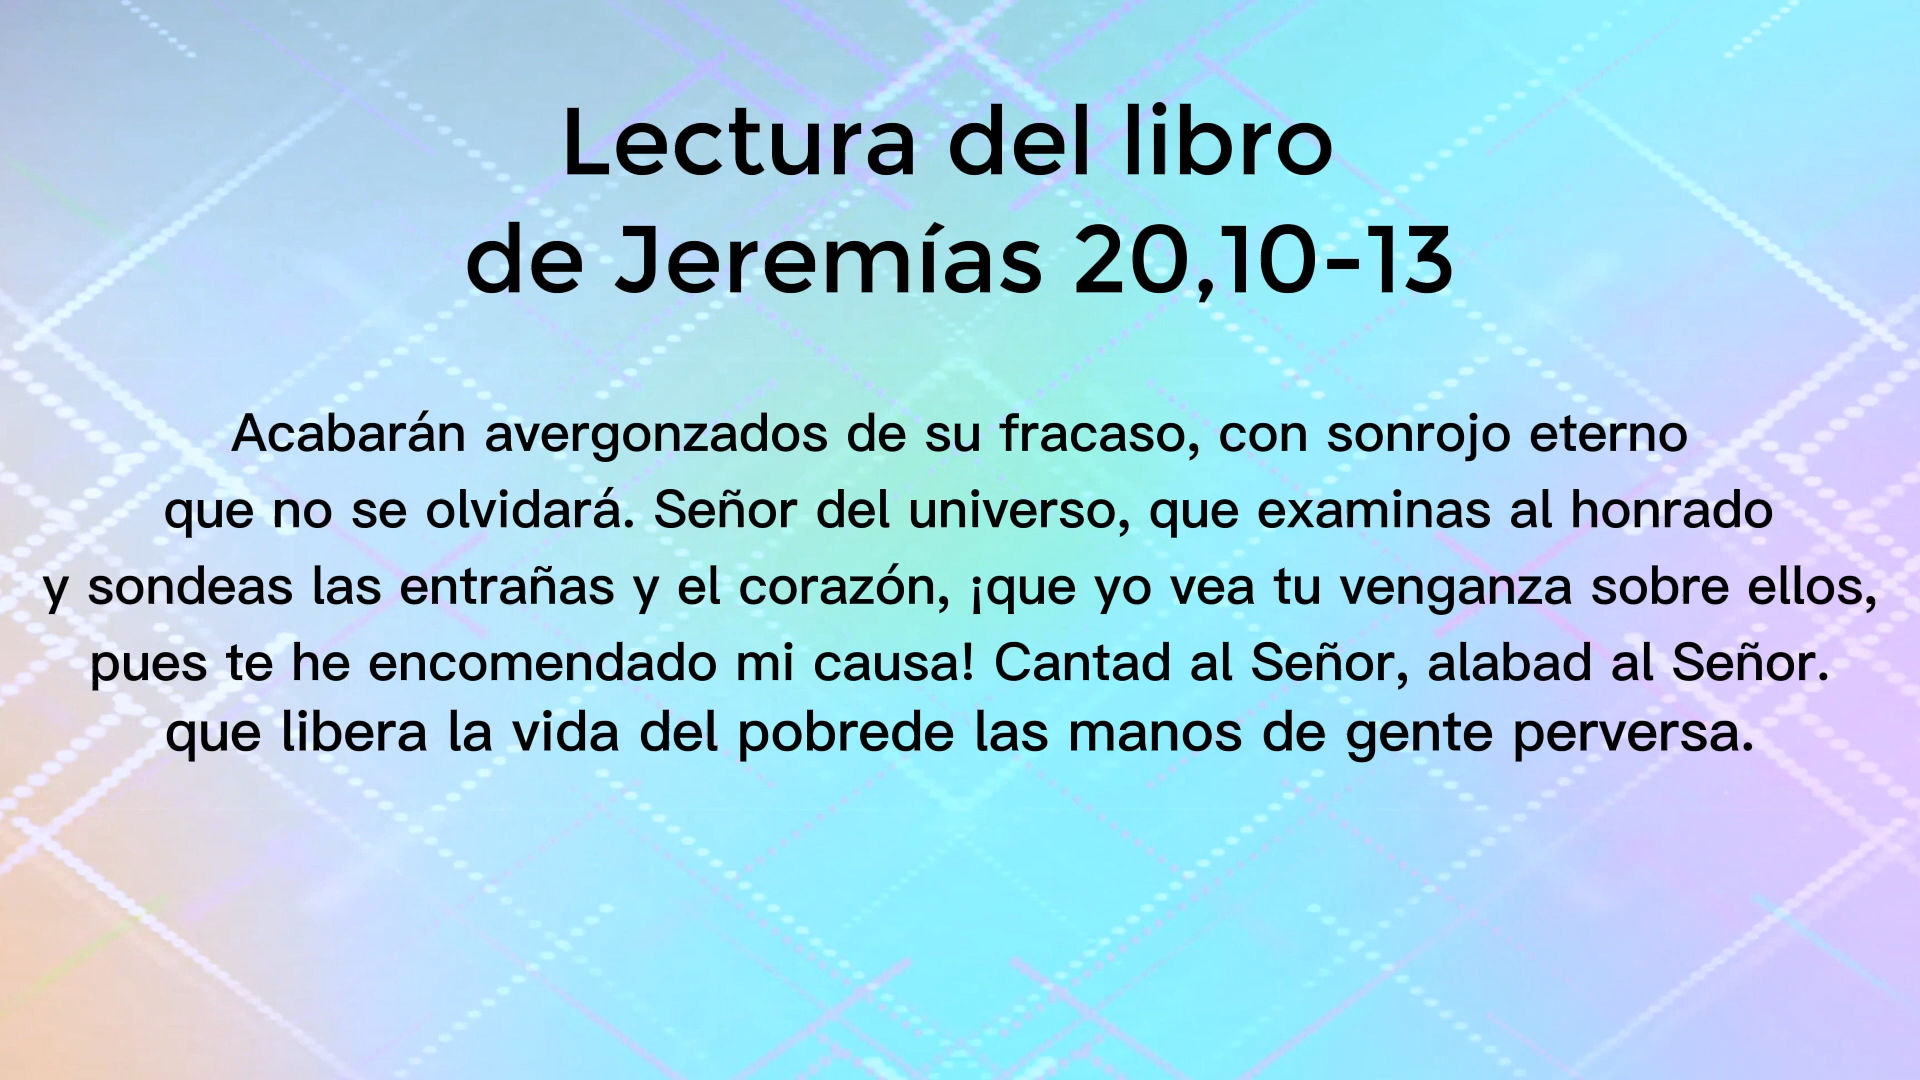 Lectura del libro
de Jeremías 20,10-13
Acabarán avergonzados de su fracaso, con sonrojo eterno
que no se olvidará. Señor del universo, que examinas al honrado
y sondeas las entrañas y el corazón, ¡que yo vea tu venganza sobre ellos,
pues te he encomendado mi causa! Cantad al Señor, alabad al Señor.
que libera la vida del pobrede las manos de gente perversa.